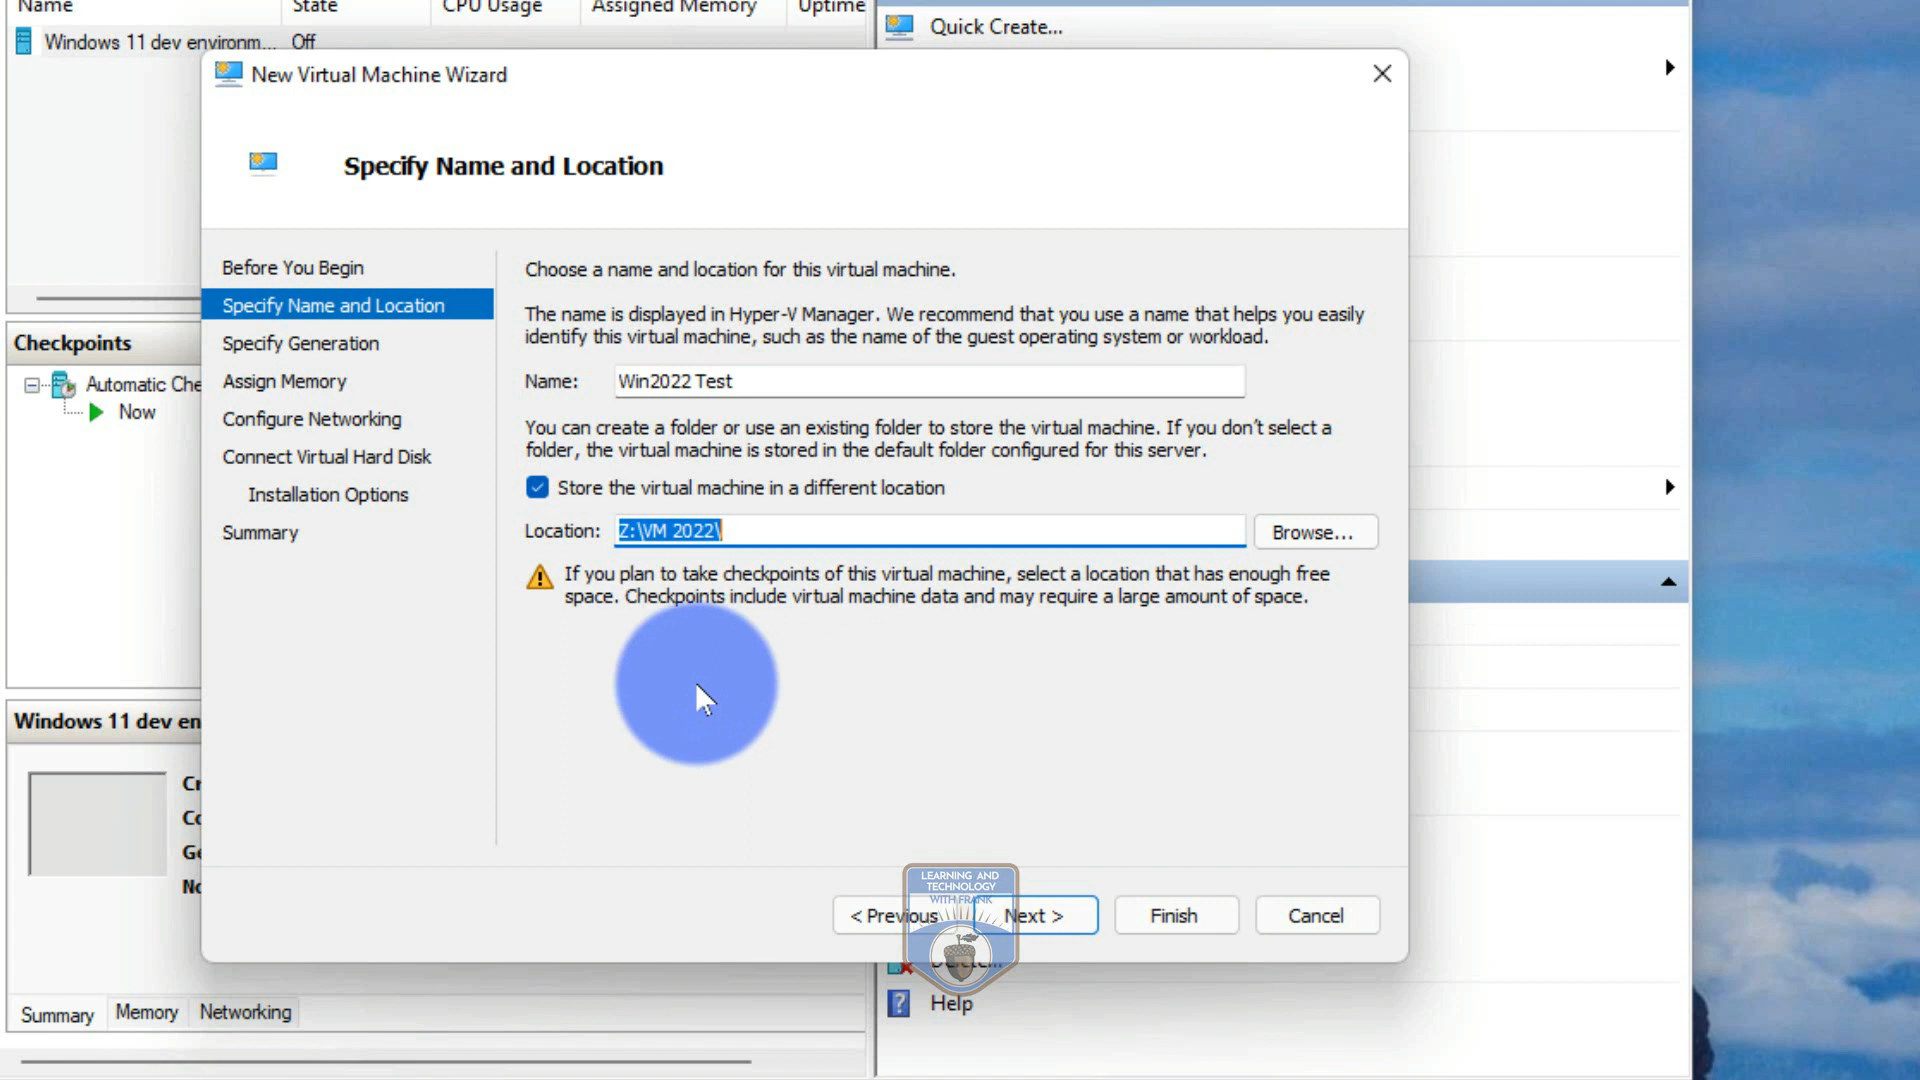 Name
State
CPU Usage
Assigned Memory
Uptime
Windows 11 dev environm...
Off
Quick Create...
New Virtual Machine Wizard
Specify Name and Location
Before You Begin
Specify Name and Location
Specify Generation
Assign Memory
Configure Networking
Connect Virtual Hard Disk
Installation Options
Summary
Choose a name and location for this virtual machine.
The name is displayed in Hyper-V Manager. We recommend that you use a name that helps you easily
identify this virtual machine, such as the name of the guest operating system or workload.
Name: Win2022 Test
You can create a folder or use an existing folder to store the virtual machine. If you don't select a
folder, the virtual machine is stored in the default folder configured for this server.
Store the virtual machine in a different location
Location: Z:\VM 2022\
Browse...
If you plan to take checkpoints of this virtual machine, select a location that has enough free
space. Checkpoints include virtual machine data and may require a large amount of space.
< Previous
Next >
Finish
Cancel
LEARNING AND
TECHNOLOGY
WITH FRANK
Checkpoints
Automatic Che
Now
Windows 11 dev en
Cr
Co
Ge
No
Summary
Memory
Networking
Delete...
Help